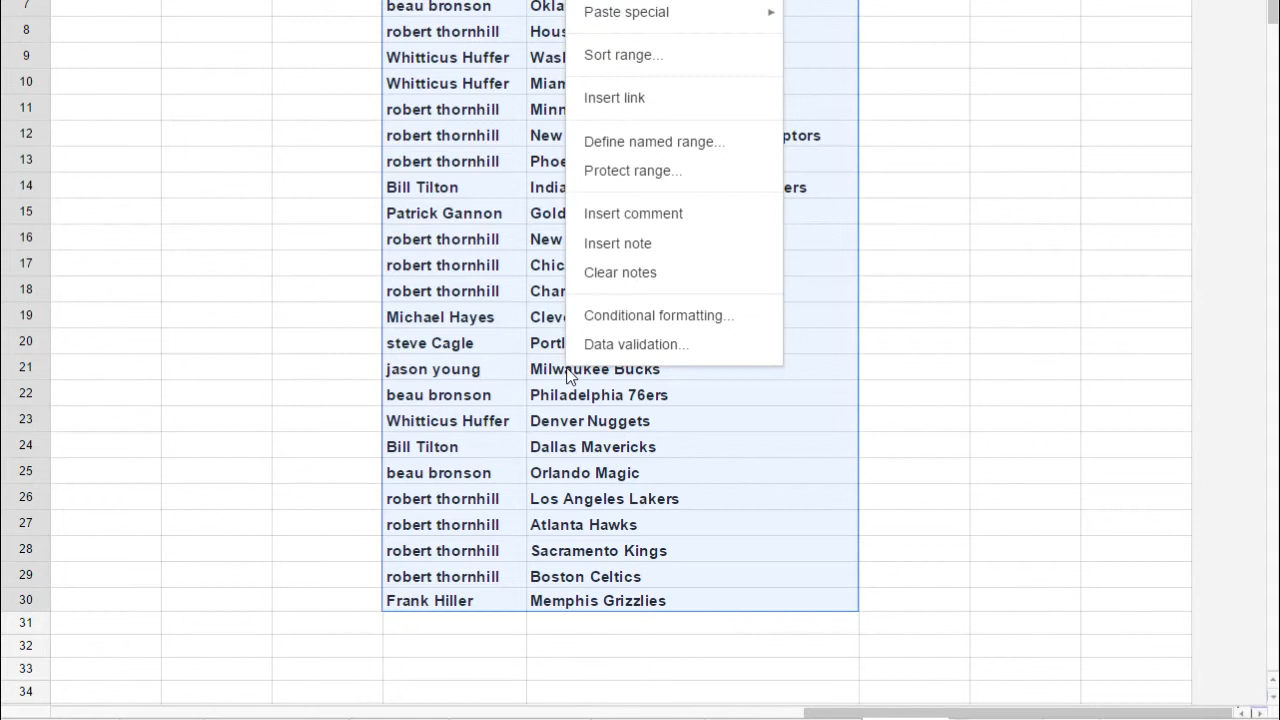 7 beau bronson Okla Paste special
8 robert thornhill Hous
9 Whitticus Huffer Wash Sort range...
10 Whitticus Huffer Miam Insert link
11 robert thornhill Minn
12 robert thornhill New Define named range... ptors
13 robert thornhill Phoe Protect range...
14 Bill Tilton India ers
15 Patrick Gannon Gold Insert comment
16 robert thornhill New Insert note
17 robert thornhill Chic Clear notes
18 robert thornhill Char
19 Michael Hayes Cleve Conditional formatting...
20 steve Cagle Portl Data validation...
21 jason young Milwaukee Bucks
22 beau bronson Philadelphia 76ers
23 Whitticus Huffer Denver Nuggets
24 Bill Tilton Dallas Mavericks
25 beau bronson Orlando Magic
26 robert thornhill Los Angeles Lakers
27 robert thornhill Atlanta Hawks
28 robert thornhill Sacramento Kings
29 robert thornhill Boston Celtics
30 Frank Hiller Memphis Grizzlies
31
32
33
34